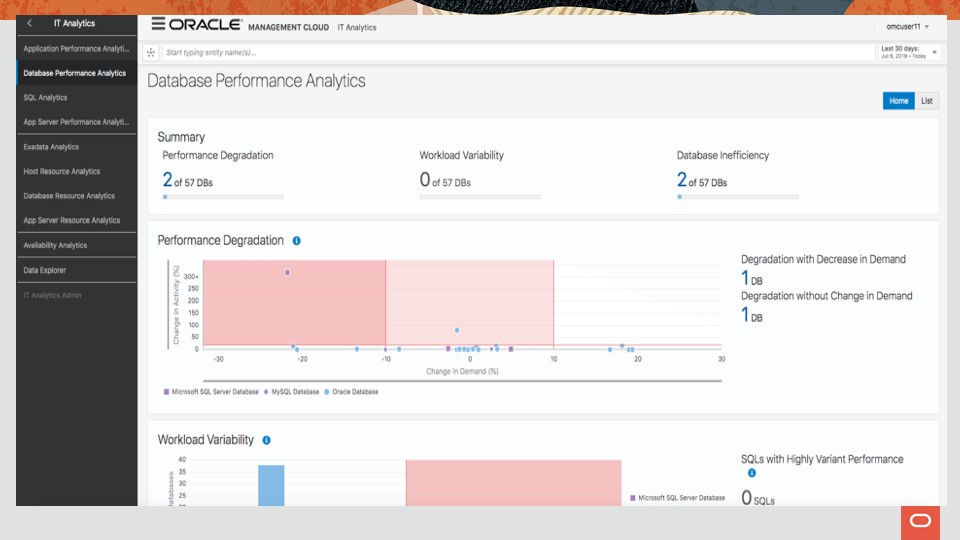 IT Analytics
Application Performance Analyti...
Database Performance Analytics
SQL Analytics
App Server Performance Analyti...
Exadata Analytics
Host Resource Analytics
Database Resource Analytics
App Server Resource Analytics
Availability Analytics
Data Explorer
IT Analytics Admin
ORACLE MANAGEMENT CLOUD IT Analytics
omcuser11
Start typing entity name(s)...
Last 30 days:
Jul 9, 2019 - Today
Database Performance Analytics
Home List
Summary
Performance Degradation
2 of 57 DBs
Workload Variability
0 of 57 DBs
Database Inefficiency
2 of 57 DBs
Performance Degradation
Change In Activity (%)
300+
250
200
150
100
50
0
-30 -20 -10 0 10 20 30
Change In Demand (%)
Microsoft SQL Server Database MySQL Database Oracle Database
Degradation with Decrease in Demand
1 DB
Degradation without Change in Demand
1 DB
Workload Variability
atabases
40
35
30
25
Microsoft SQL Server Database
SQLs with Highly Variant Performance
0 SQLs